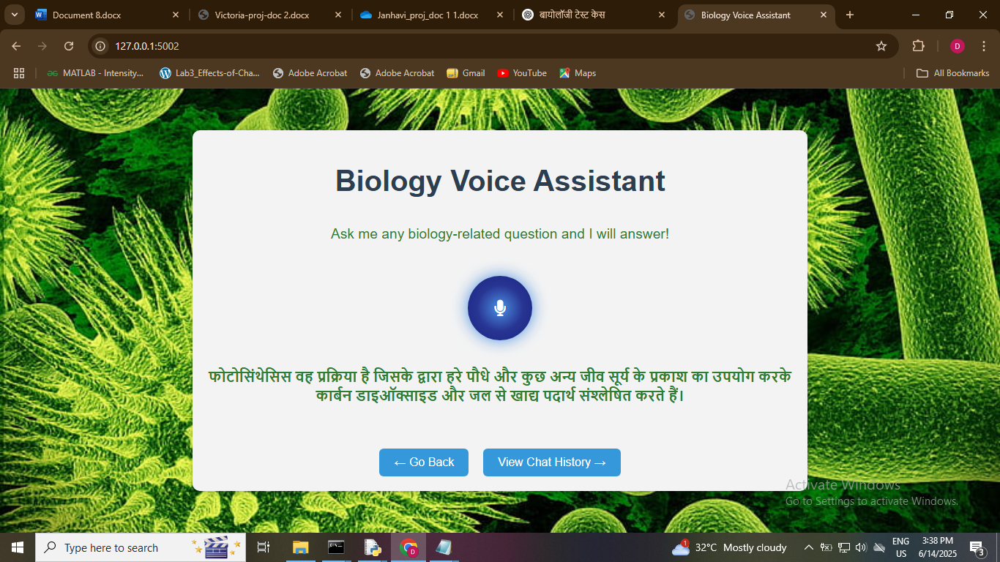 Document 8.docx
Victoria-proj-doc 2.docx
Janhavi_proj_doc 1 1.docx
बायोलॉजी टेस्ट केस
Biology Voice Assistant
127.0.0.1:5002
D
MATLAB - Intensity...
Lab3_Effects-of-Cha...
Adobe Acrobat
Adobe Acrobat
Gmail
YouTube
Maps
All Bookmarks
Biology Voice Assistant
Ask me any biology-related question and I will answer!
फोटोसिंथेसिस वह प्रक्रिया है जिसके द्वारा हरे पौधे और कुछ अन्य जीव सूर्य के प्रकाश का उपयोग करके
कार्बन डाइऑक्साइड और जल से खाद्य पदार्थ संश्लेषित करते हैं।
← Go Back
View Chat History →
Activate Windows
Go to Settings to activate Windows.
Type here to search
1
32°C Mostly cloudy
ENG
US
3:38 PM
6/14/2025
3